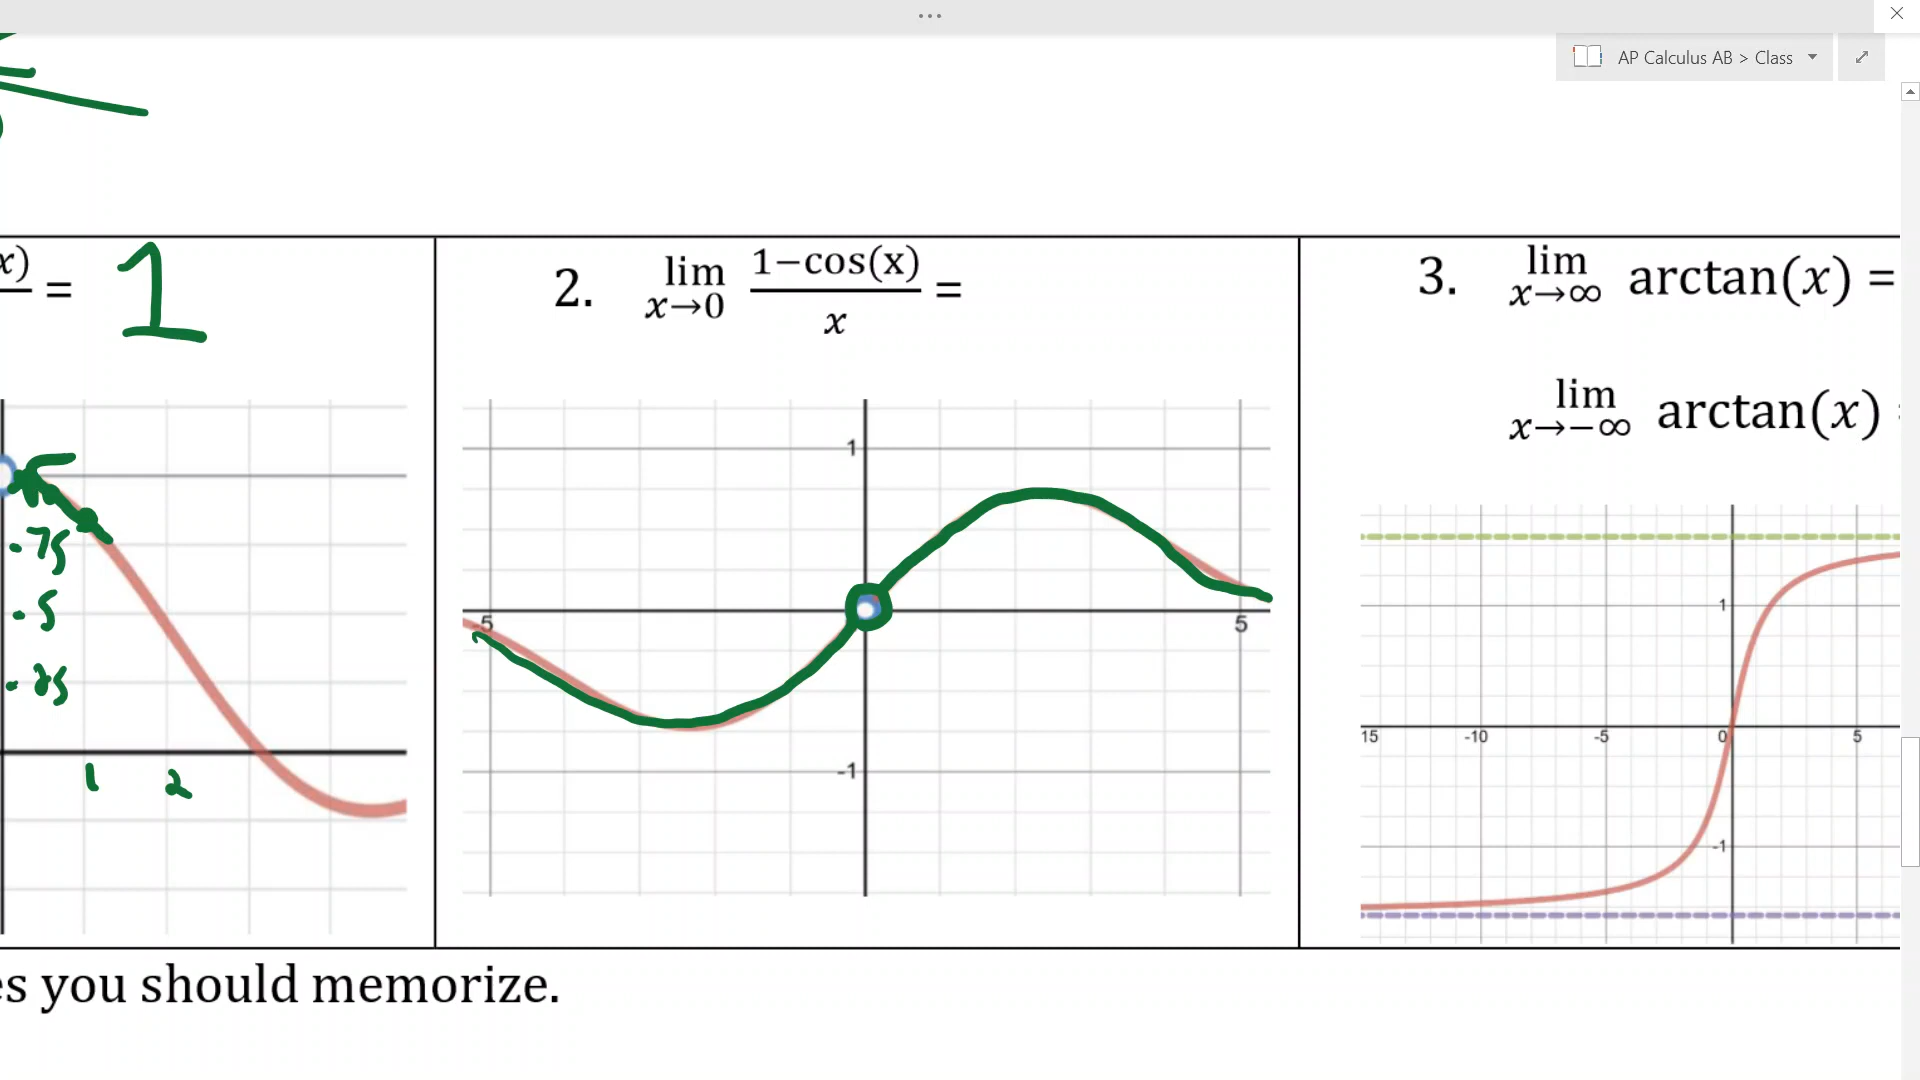 AP Calculus AB > Class
x)
= 1
2. lim x→0 1−cos(x) / x =
3. lim x→∞ arctan(x) =
lim x→−∞ arctan(x)
.75
.5
.25
1 2
1
-5 5
-1
1
15 -10 -5 0 5
-1
es you should memorize.